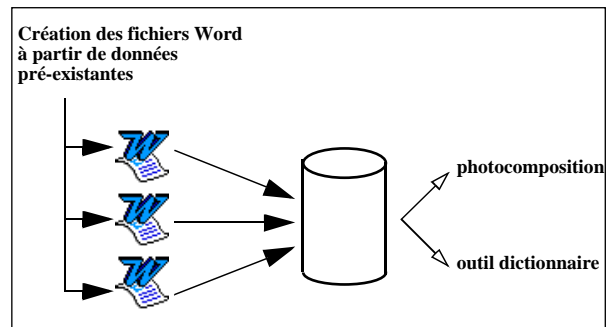 Création des fichiers Word
à partir de données
pré-existantes
photocomposition
outil dictionnaire